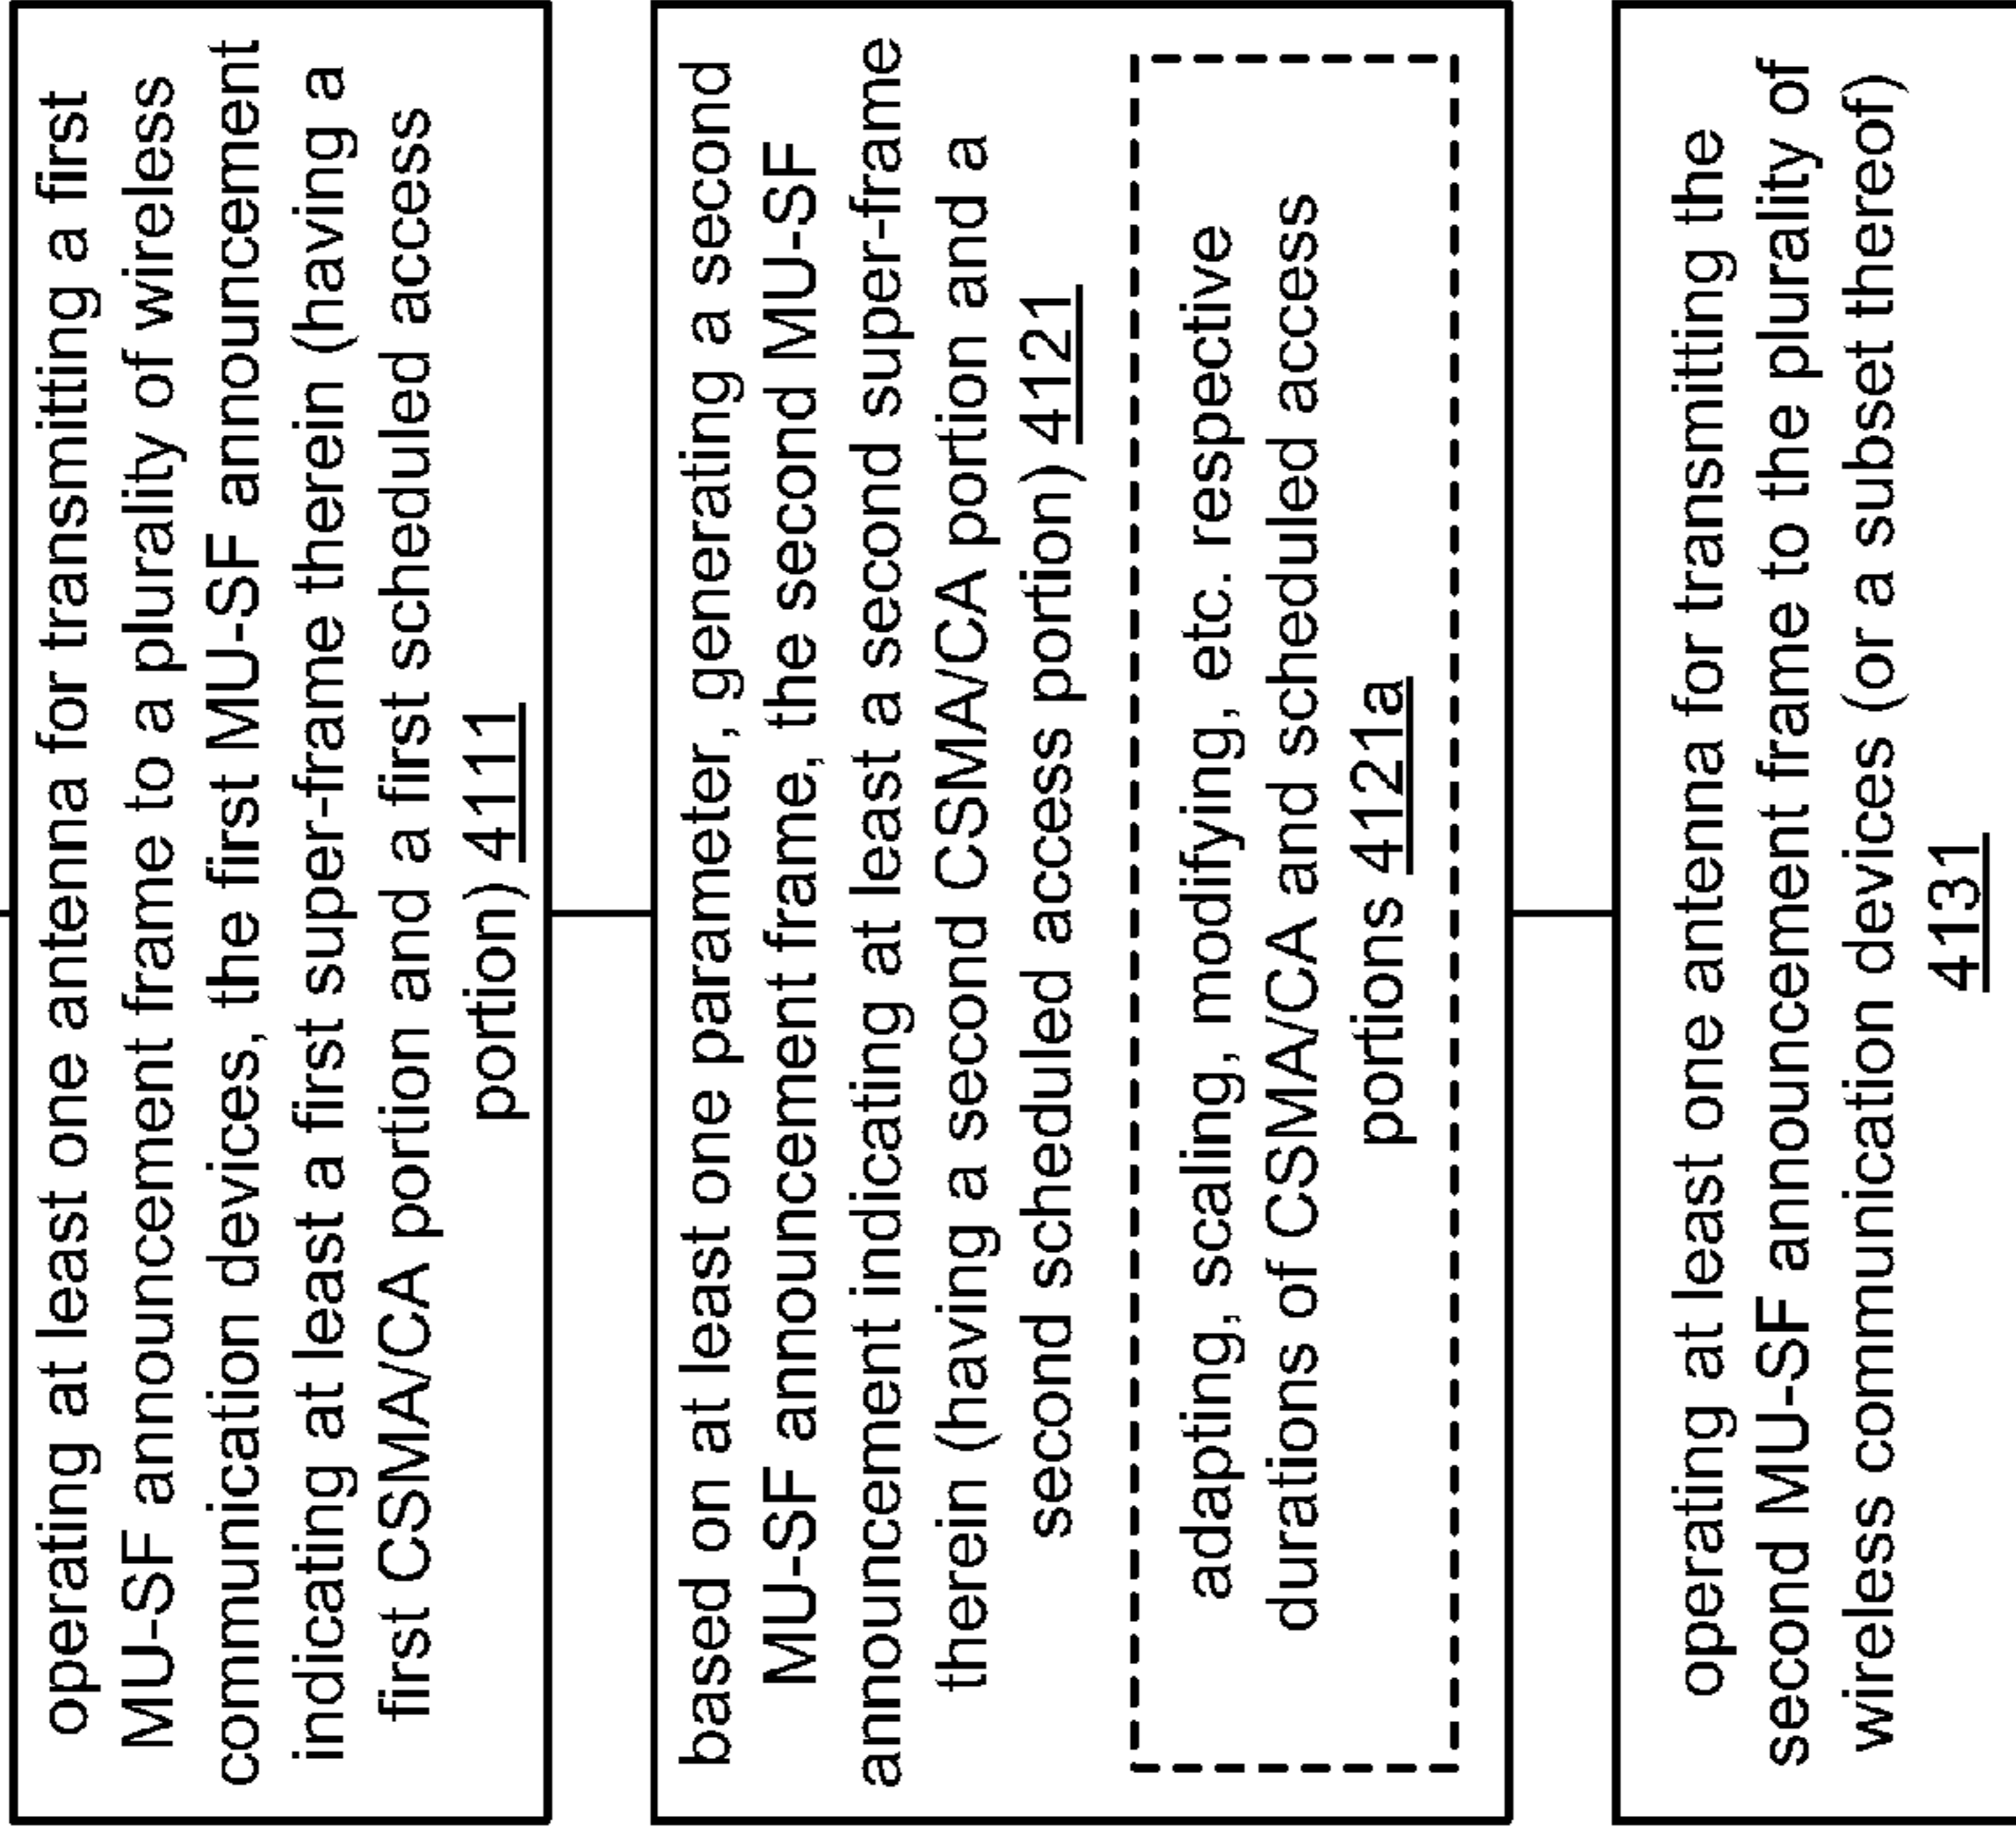 operating at least one antenna for transmitting a first
MU-SF announcement frame to a plurality of wireless
communication devices, the first MU-SF announcement
indicating at least a first super-frame therein (having a
first CSMA/CA portion and a first scheduled access
portion) 4111
based on at least one parameter, generating a second
MU-SF announcement frame, the second MU-SF
announcement indicating at least a second super-frame
therein (having a second CSMA/CA portion and a
second scheduled access portion) 4121
adapting, scaling, modifying, etc. respective
durations of CSMA/CA and scheduled access
portions 4121a
operating at least one antenna for transmitting the
second MU-SF announcement frame to the plurality of
wireless communication devices (or a subset thereof)
4131